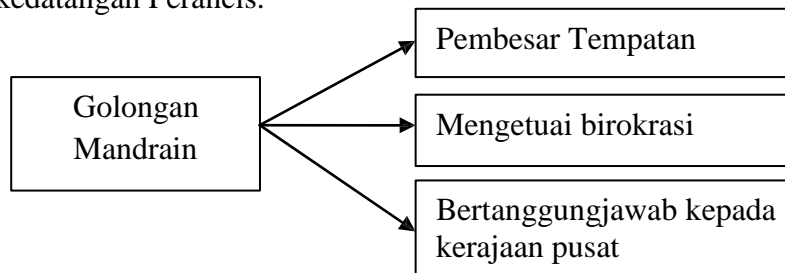 kedatangan Perancis.
Pembesar Tempatan
Golongan
Mandrain
Mengetuai birokrasi
Bertanggungjawab kepada
kerajaan pusat